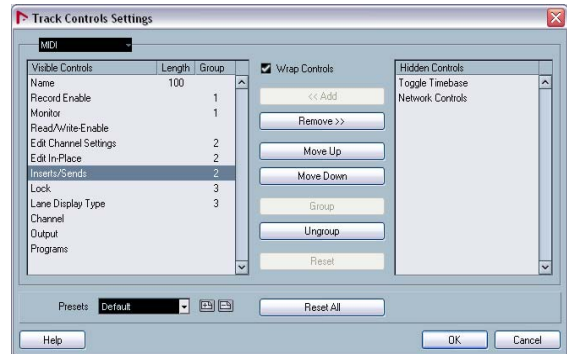 Track Controls Settings
MIDI
Visible Controls Length Group
Name 100
Record Enable 1
Monitor 1
Read/Write-Enable
Edit Channel Settings 2
Edit In-Place 2
Inserts/Sends 2
Lock 3
Lane Display Type 3
Channel
Output
Programs
Wrap Controls
<< Add
Remove >>
Move Up
Move Down
Group
Ungroup
Reset
Hidden Controls
Toggle Timebase
Network Controls
Presets Default
Reset All
Help
OK
Cancel